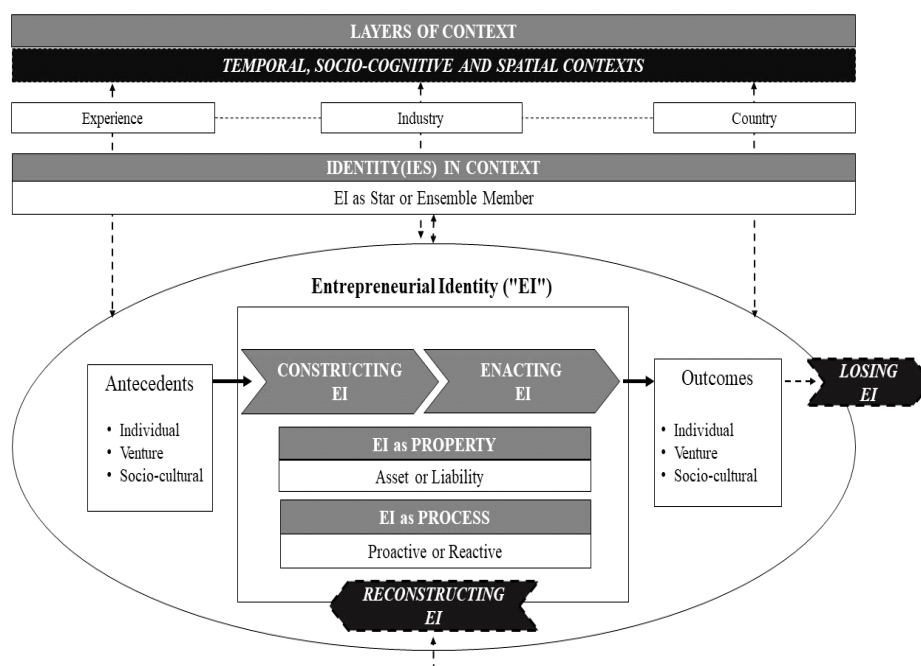 LAYERS OF CONTEXT
TEMPORAL, SOCIO-COGNITIVE AND SPATIAL CONTEXTS
Experience
Industry
Country
IDENTITY(IES) IN CONTEXT
EI as Star or Ensemble Member
Entrepreneurial Identity ("EI")
Antecedents
• Individual
• Venture
• Socio-cultural
CONSTRUCTING
EI
ENACTING
EI
EI as PROPERTY
Asset or Liability
EI as PROCESS
Proactive or Reactive
RECONSTRUCTING
EI
Outcomes
• Individual
• Venture
• Socio-cultural
LOSING
EI